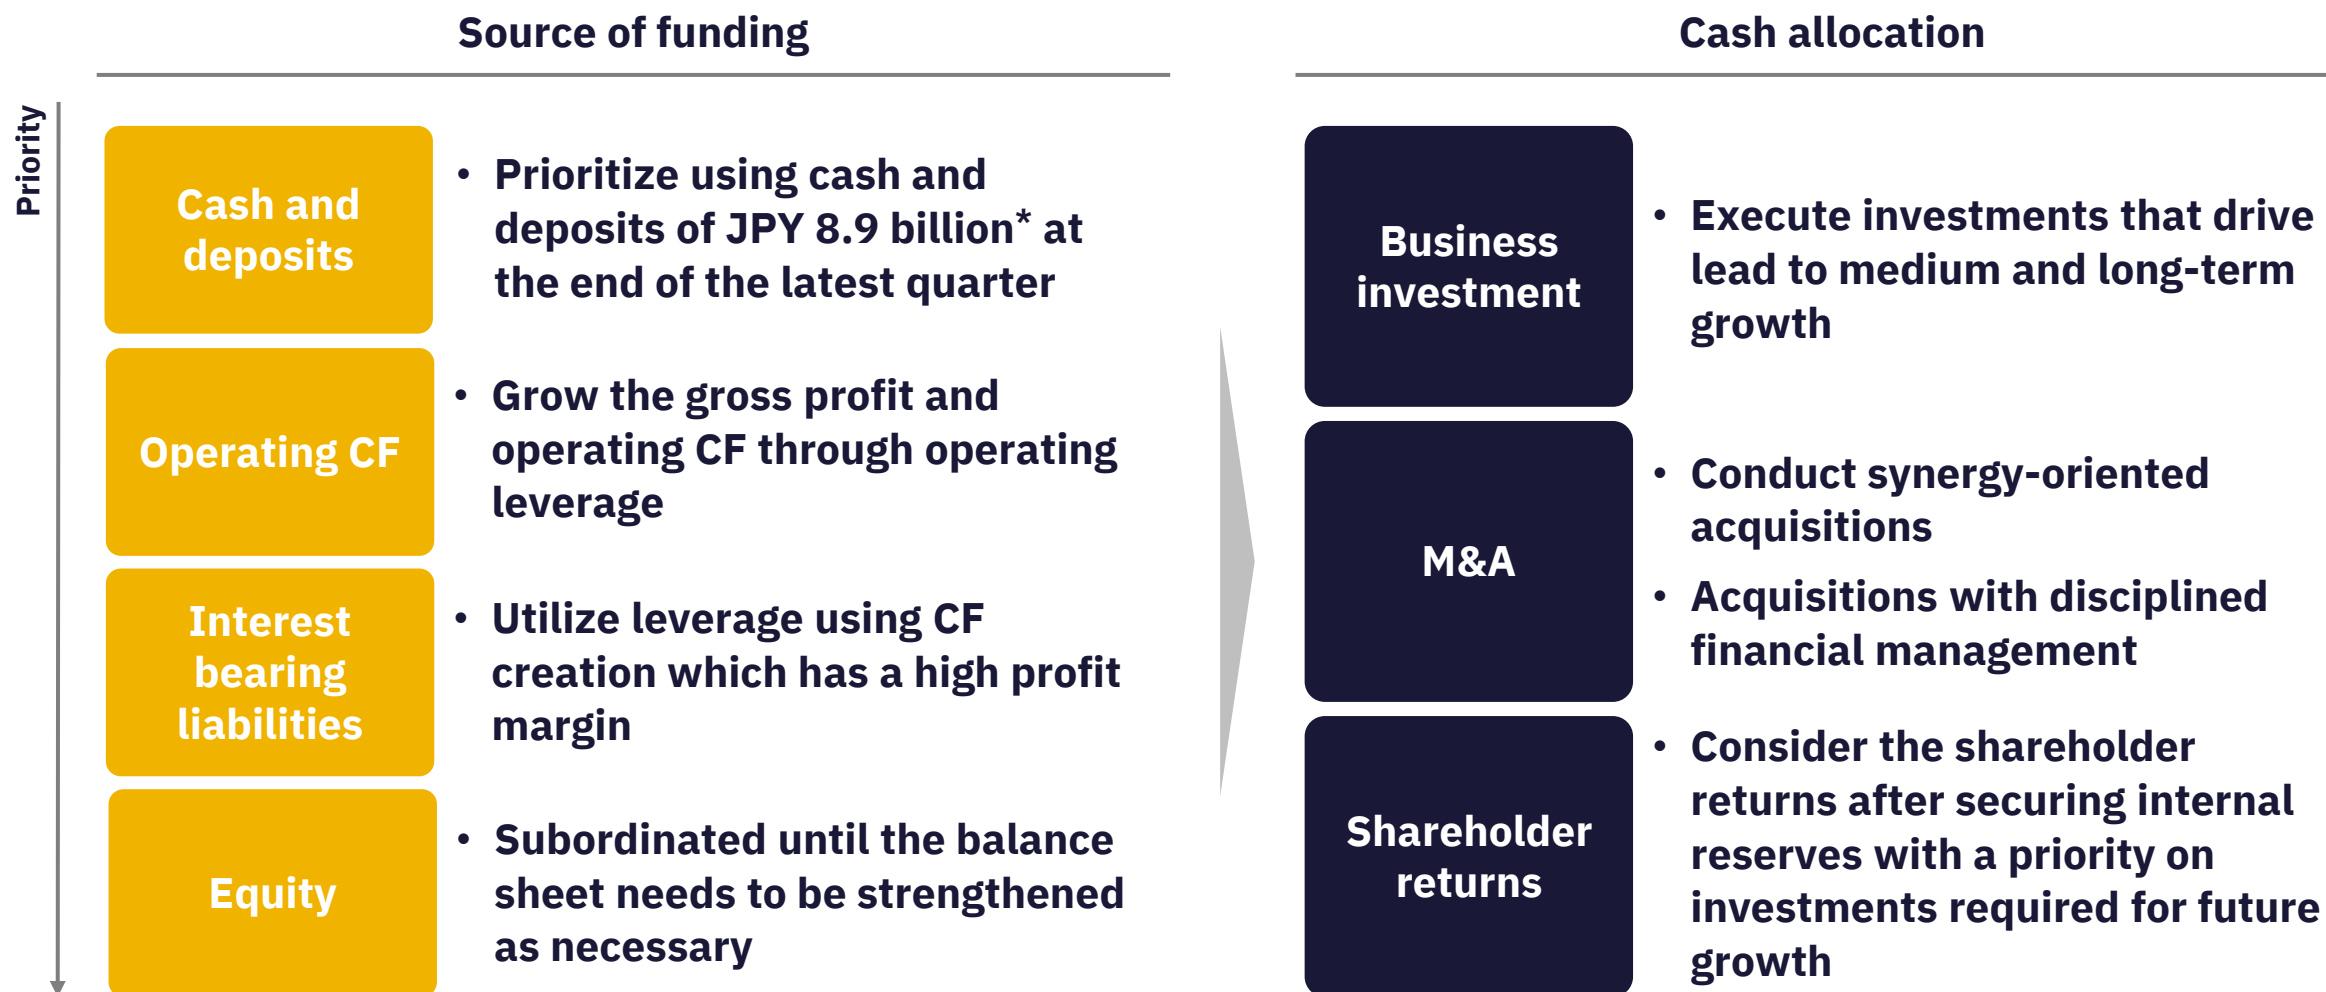 Source of funding
Priority
Cash and
deposits
• Prioritize using cash and
deposits of JPY 8.9 billion* at
the end of the latest quarter
Operating CF
• Grow the gross profit and
operating CF through operating
leverage
Interest
bearing
liabilities
• Utilize leverage using CF
creation which has a high profit
margin
Equity
• Subordinated until the balance
sheet needs to be strengthened
as necessary
Cash allocation
Business
investment
• Execute investments that drive
lead to medium and long-term
growth
M&A
• Conduct synergy-oriented
acquisitions
• Acquisitions with disciplined
financial management
Shareholder
returns
• Consider the shareholder
returns after securing internal
reserves with a priority on
investments required for future
growth